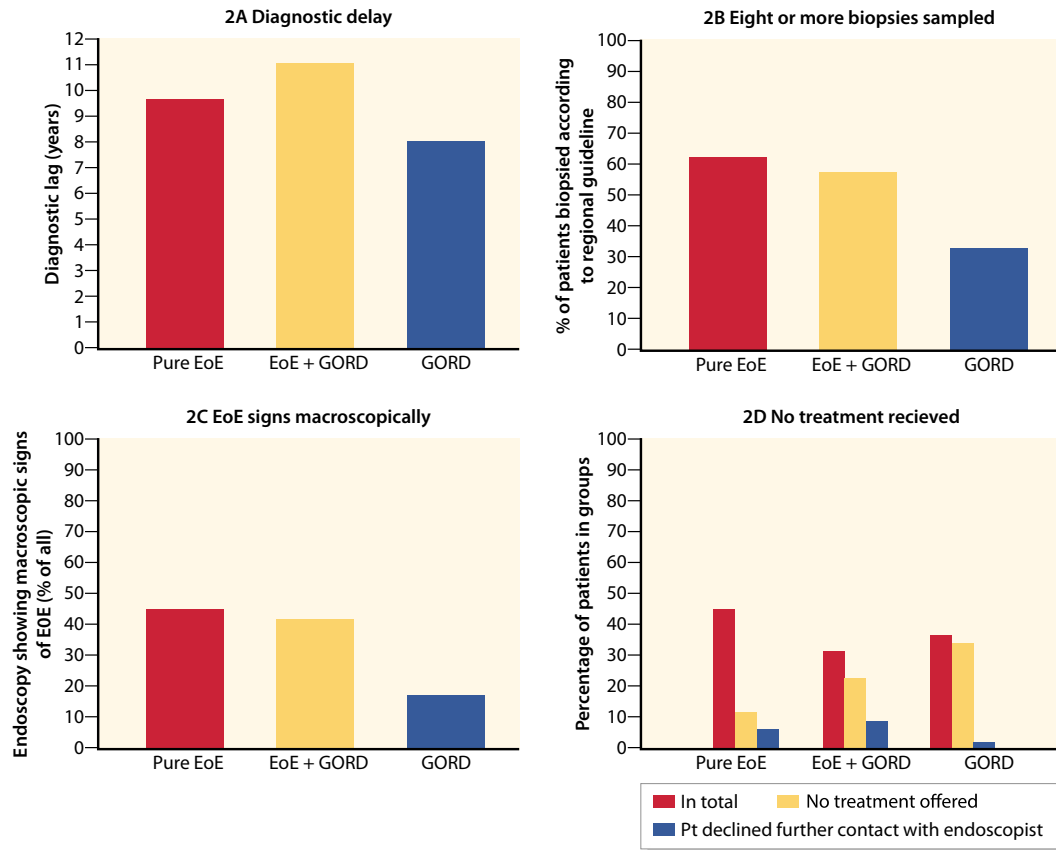 2A Diagnostic delay
Diagnostic lag (years)
12
11
10
9
8
7
6
5
4
3
2
1
0
Pure EoE
EoE + GORD
GORD
2B Eight or more biopsies sampled
% of patients biopsied according
to regional guideline
100
90
80
70
60
50
40
30
20
10
0
Pure EoE
EoE + GORD
GORD
2C EoE signs macroscopically
Endoscopy showing macroscopic signs
of E0E (% of all)
100
90
80
70
60
50
40
30
20
10
0
Pure EoE
EoE + GORD
GORD
2D No treatment recieved
Percentage of patients in groups
100
90
80
70
60
50
40
30
20
10
0
Pure EoE
EoE + GORD
GORD
In total
No treatment offered
Pt declined further contact with endoscopist